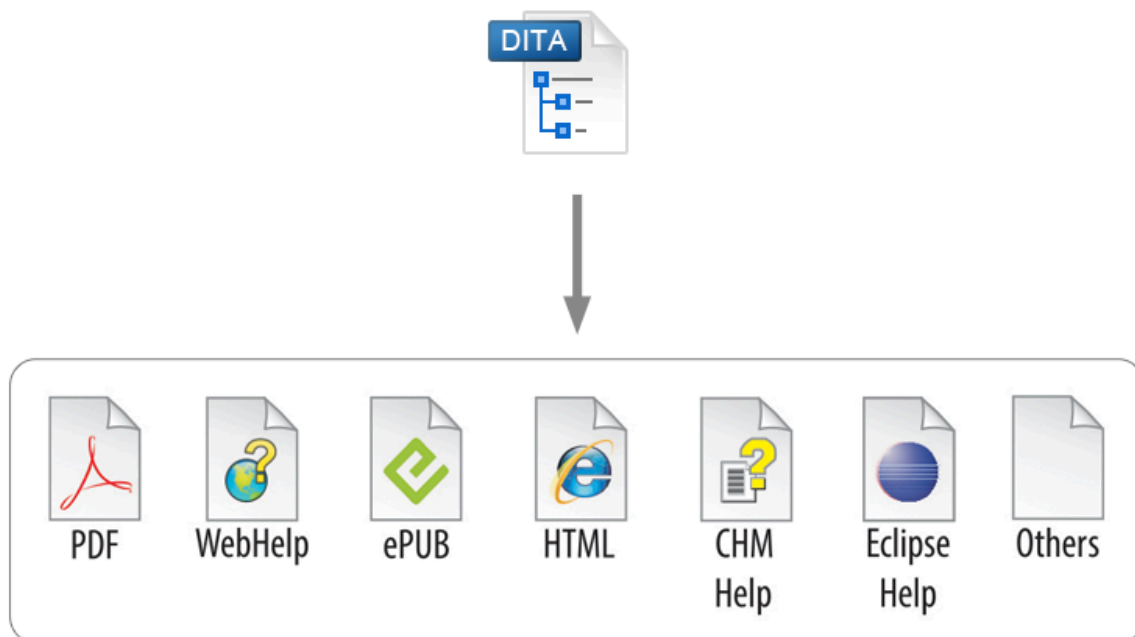 DITA
PDF
WebHelp
ePUB
HTML
CHM
Help
Eclipse
Help
Others